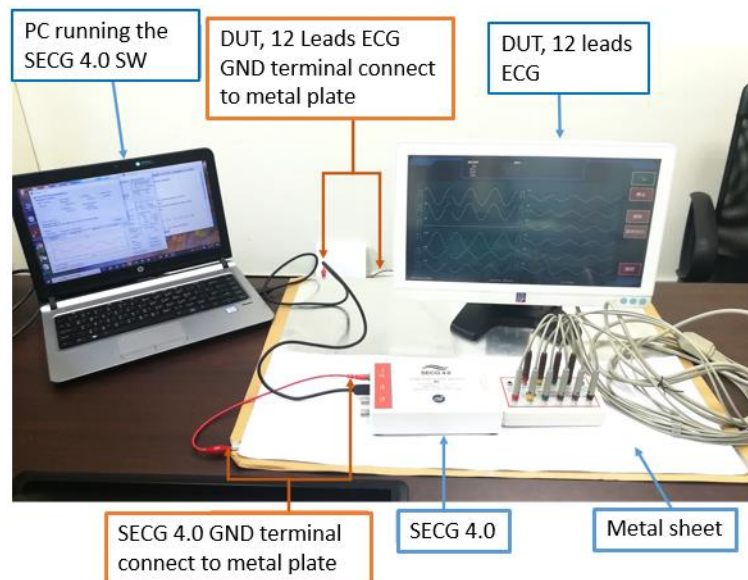 PC running the
SECG 4.0 SW
DUT, 12 Leads ECG
GND terminal connect
to metal plate
DUT, 12 leads
ECG
SECG 4.0
SECG 4.0 GND terminal
connect to metal plate
SECG 4.0
Metal sheet